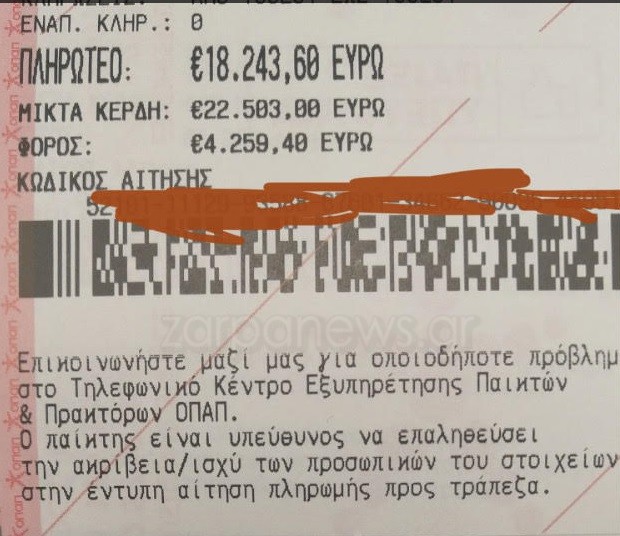 ΕΝΑΠ. ΚΛΗΡ.: 0
ΠΛΗΡΩΤΕΟ: €18.243,60 ΕΥΡΩ
ΜΙΚΤΑ ΚΕΡΔΗ: €22.503,00 ΕΥΡΩ
ΦΟΡΟΣ: €4.259,40 ΕΥΡΩ
ΚΩΔΙΚΟΣ ΑΙΤΗΣΗΣ
zarpanews.gr
Επικοινωνήστε μαζί μας για οποιοδήποτε πρόβλημ
στο Τηλεφωνικό Κέντρο Εξυπηρέτησης Παικτών
& Πρακτόρων ΟΠΑΠ.
Ο παίκτης είναι υπεύθυνος να επαληθεύσει
την ακρίβεια/ισχύ των προσωπικών του στοιχείων
στην έντυπη αίτηση πληρωμής προς τράπεζα.